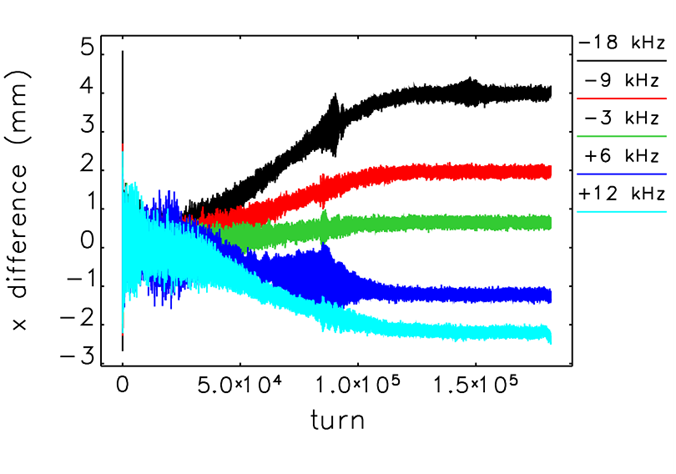 x difference (mm)
5
4
3
2
1
0
−1
−2
−3
0
5.0×10⁴
1.0×10⁵
1.5×10⁵
turn
−18 kHz
−9 kHz
−3 kHz
+6 kHz
+12 kHz